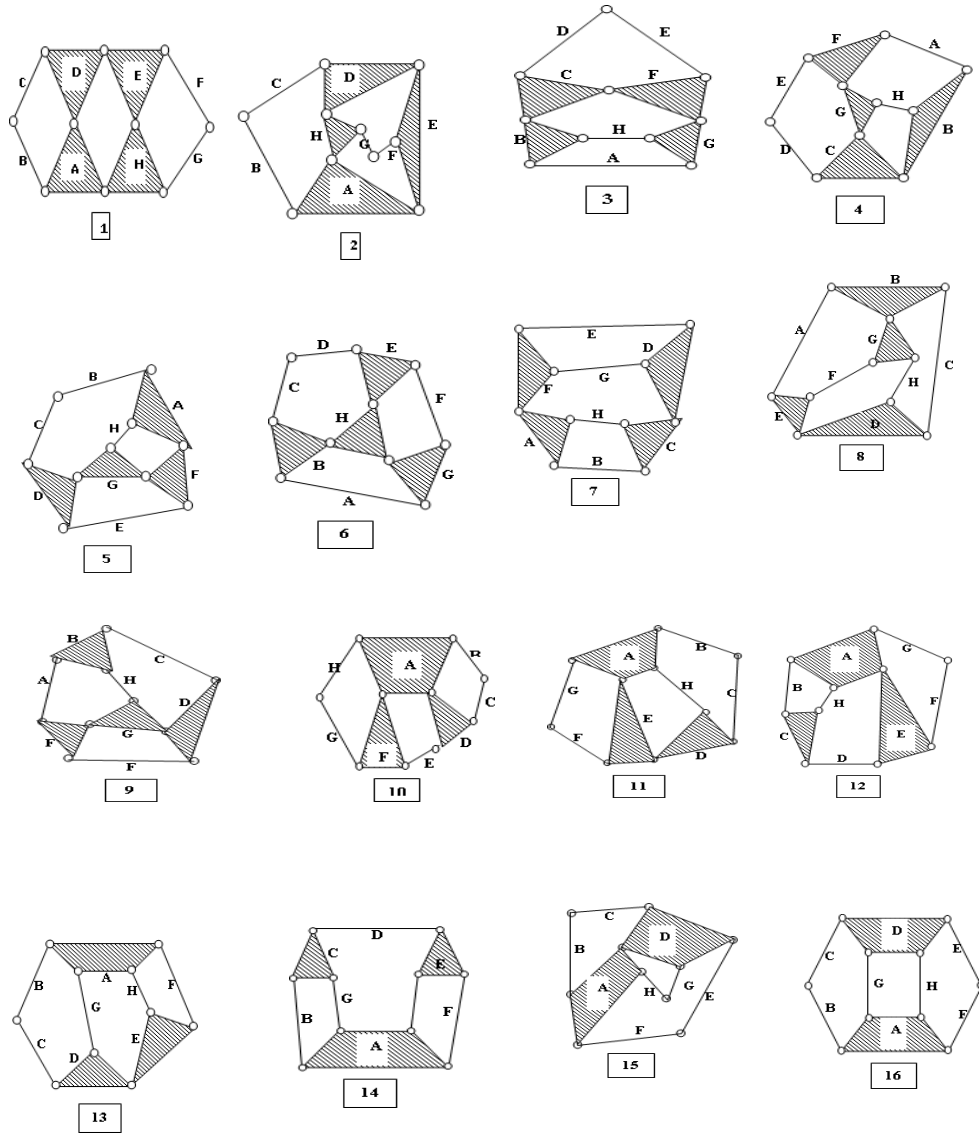 C D E F
B A H G
1
C D
E
H G F
B A
2
D E
C F
B H G
A
3
F A
E G H
B
D C
4
B
A
C H
D G F
E
5
D E
C F
H
B G
A
6
E D
F G
A H C
B
7
B
A G C
F H
E D
8
B C
A H
D
F G
F
9
H A B
C
G F E D
10
A B
G H C
E
F D
11
A G
B H F
C E
D
12
A F
B H
G
C D E
13
D
C E
G
B F
A
14
C
B D
A H G E
F
15
D
C E
G H
B F
A
16